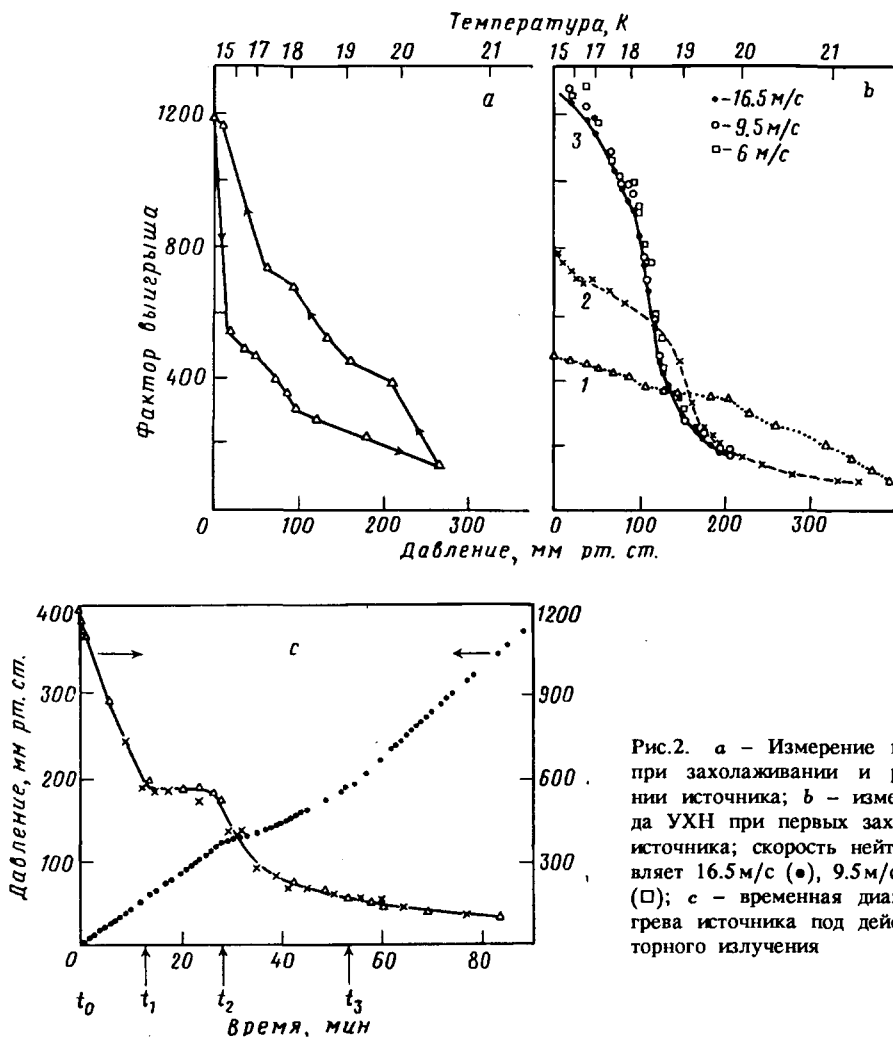 Температура, К
15 17 18 19 20 21
15 17 18 19 20 21
a
b
•-16.5 м/с
○-9.5 м/с
□-6 м/с
1200
800
400
0
Фактор выигрыша
3
2
1
0 100 200 300
0 100 200 300
Давление, мм рт. ст.
400
300
200
100
0
Давление, мм рт. ст.
c
1200
900
600
300
0 20 40 60 80
t₀ t₁ t₂ t₃
Время, мин
Рис.2. a – Измерение
при захолаживании и
нии источника; b – изме
да УХН при первых зах
источника; скорость нейт
вляет 16.5 м/с (●), 9.5 м/с
(□); c – временная диа
грева источника под дей
торного излучения